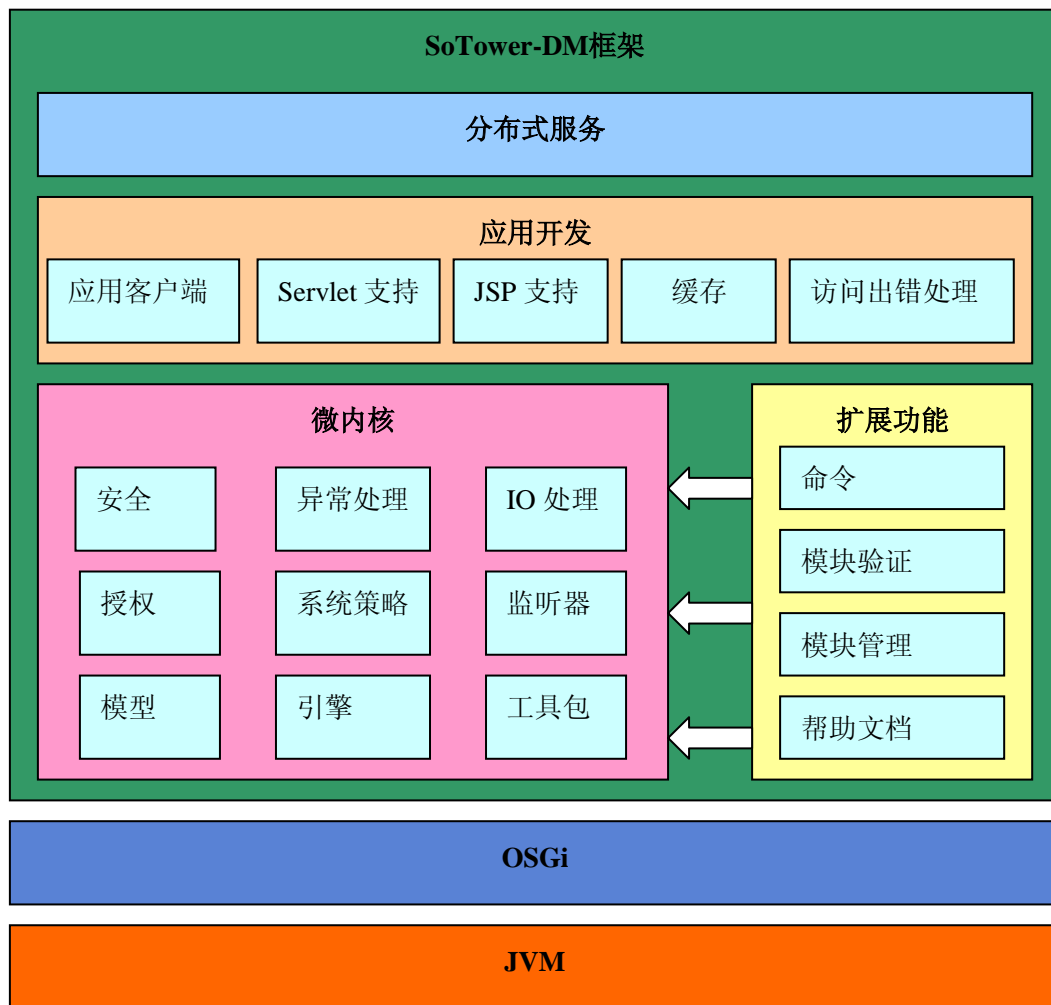 SoTower-DM框架
分布式服务
应用开发
应用客户端
Servlet 支持
JSP 支持
缓存
访问出错处理
微内核
安全
异常处理
IO 处理
授权
系统策略
监听器
模型
引擎
工具包
扩展功能
命令
模块验证
模块管理
帮助文档
OSGi
JVM